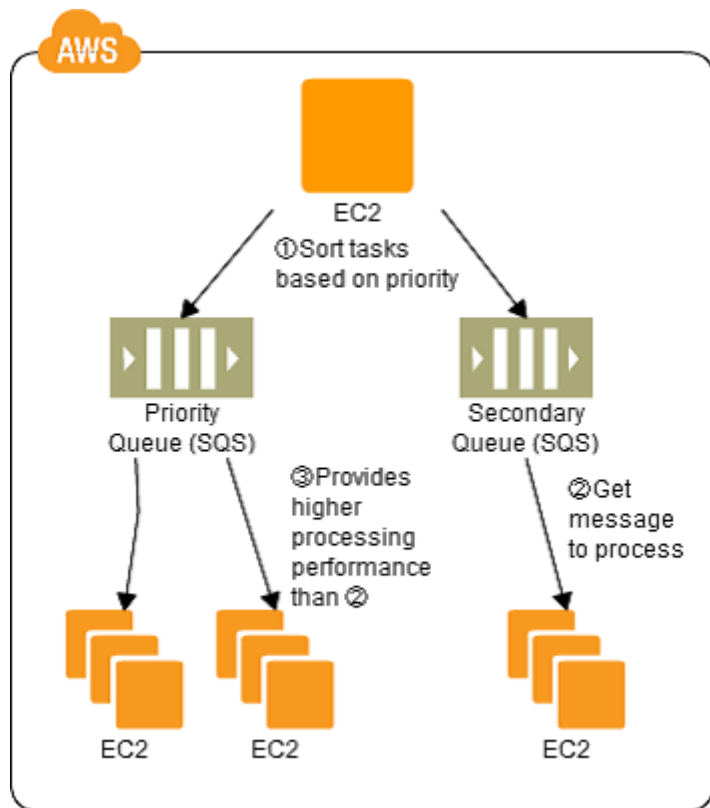 AWS
EC2
①Sort tasks
based on priority
Priority
Queue (SQS)
Secondary
Queue (SQS)
③Provides
higher
processing
performance
than ②
②Get
message
to process
EC2
EC2
EC2